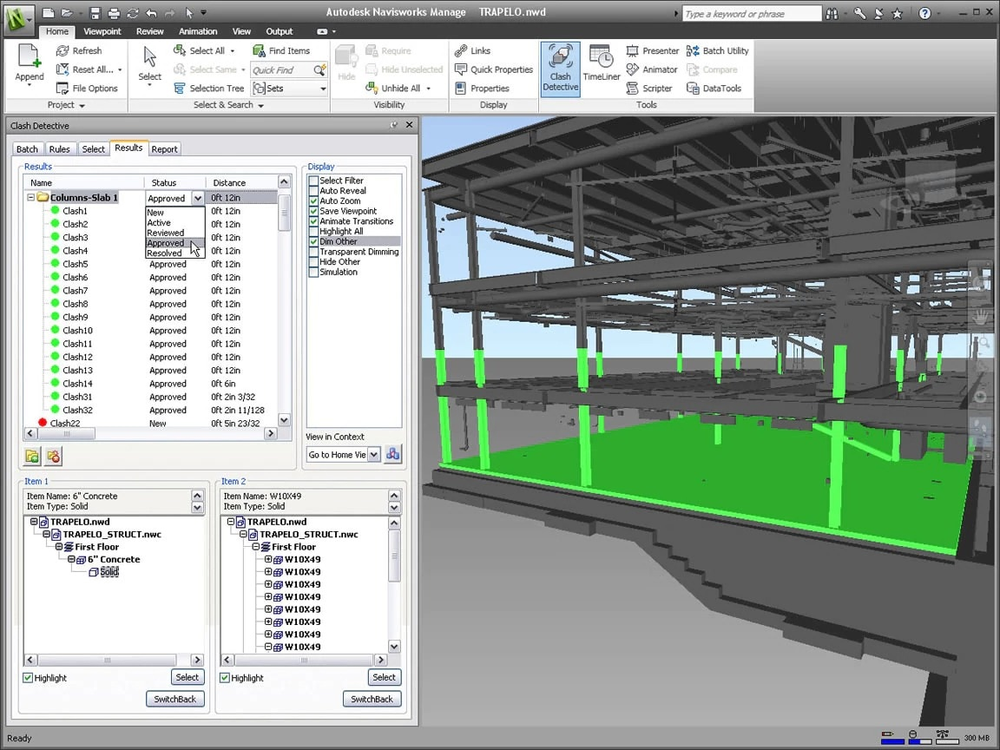 Autodesk Navisworks Manage TRAPELO.nwd
Type a keyword or phrase
Home Viewpoint Review Animation View Output
Append
Refresh
Reset All...
File Options
Project
Select
Select All
Select Same
Selection Tree
Find Items
Quick Find
Sets
Select & Search
Hide
Require
Hide Unselected
Unhide All
Visibility
Links
Quick Properties
Properties
Display
Clash
Detective
TimeLiner
Presenter
Animator
Scripter
Batch Utility
Compare
DataTools
Tools
Clash Detective
Batch Rules Select Results Report
Results
Name Status Distance
Columns-Slab 1 Approved 0ft 12in
Clash1 0ft 12in
Clash2 0ft 12in
Clash3 0ft 12in
Clash4 0ft 12in
New
Active
Reviewed
Approved
Resolved
Clash5 Approved 0ft 12in
Clash6 Approved 0ft 12in
Clash7 Approved 0ft 12in
Clash8 Approved 0ft 12in
Clash9 Approved 0ft 12in
Clash10 Approved 0ft 12in
Clash11 Approved 0ft 12in
Clash12 Approved 0ft 12in
Clash13 Approved 0ft 12in
Clash14 Approved 0ft 6in
Clash31 Approved 0ft 2in 3/32
Clash32 Approved 0ft 2in 11/128
Clash22 New 0ft 5in 23/32
Display
Select Filter
Auto Reveal
Auto Zoom
Save Viewpoint
Animate Transitions
Highlight All
Dim Other
Transparent Dimming
Hide Other
Simulation
View in Context
Go to Home Vie
Item 1
Item Name: 6" Concrete
Item Type: Solid
TRAPELO.nwd
TRAPELO_STRUCT.nwc
First Floor
6" Concrete
Solid
Highlight
Select
SwitchBack
Item 2
Item Name: W10X49
Item Type: Solid
TRAPELO.nwd
TRAPELO_STRUCT.nwc
First Floor
W10X49
W10X49
W10X49
W10X49
W10X49
W10X49
W10X49
W10X49
Highlight
Select
SwitchBack
Ready
300 MB